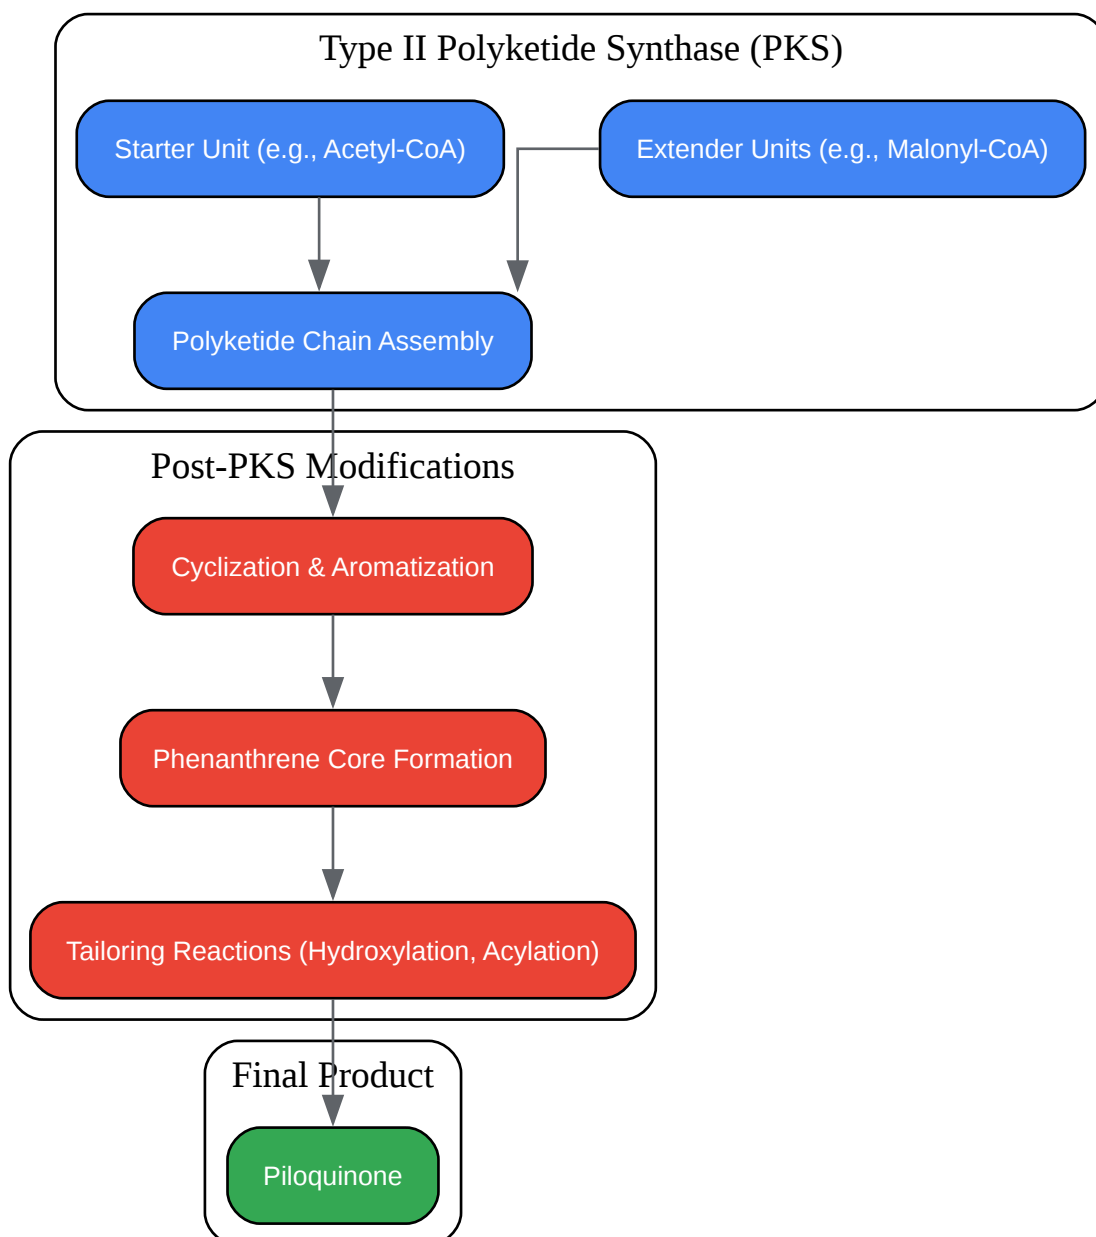 Type II Polyketide Synthase (PKS)
Starter Unit (e.g., Acetyl-CoA)
Extender Units (e.g., Malonyl-CoA)
Polyketide Chain Assembly
Post-PKS Modifications
Cyclization & Aromatization
Phenanthrene Core Formation
Tailoring Reactions (Hydroxylation, Acylation)
Final Product
Piloquinone